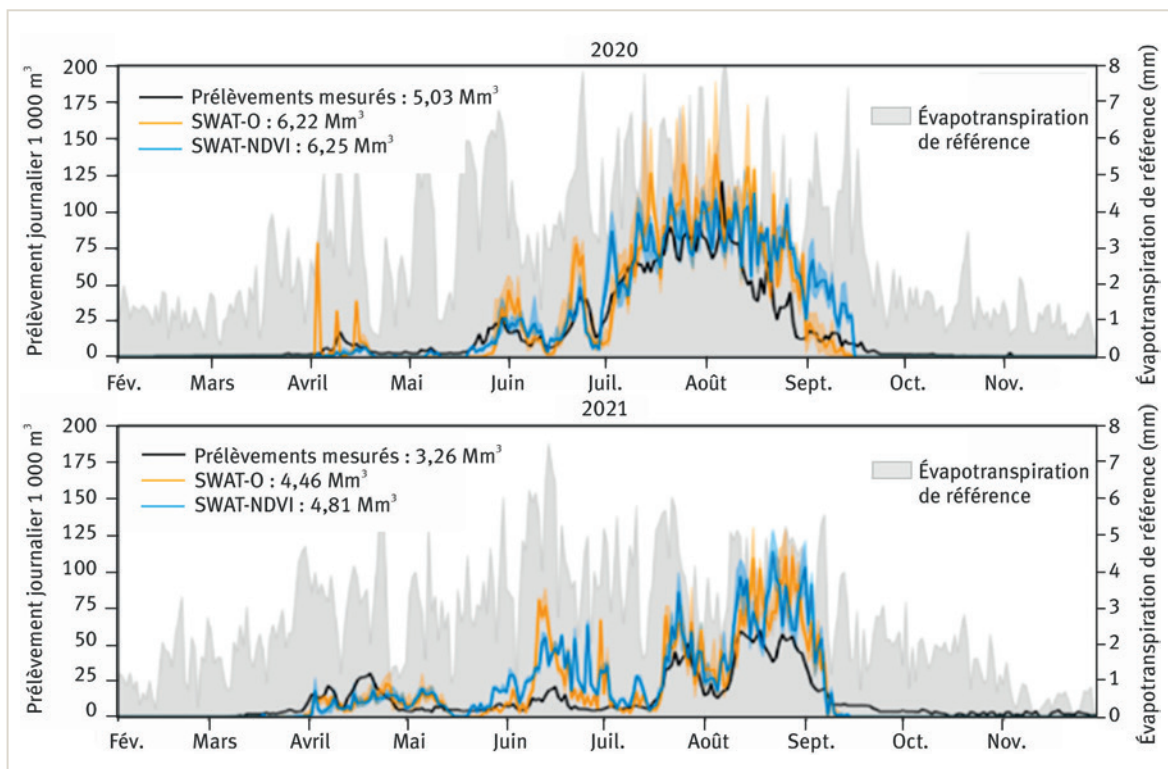 2020
Prélèvement journalier 1 000 m³
200
175
150
125
100
75
50
25
0
Prélèvements mesurés : 5,03 Mm³
SWAT-O : 6,22 Mm³
SWAT-NDVI : 6,25 Mm³
Évapotranspiration
de référence
8
7
6
5
4
3
2
1
0
Évapotranspiration de référence (mm)
Fév. Mars Avril Mai Juin Juil. Août Sept. Oct. Nov.
2021
Prélèvement journalier 1 000 m³
200
175
150
125
100
75
50
25
0
Prélèvements mesurés : 3,26 Mm³
SWAT-O : 4,46 Mm³
SWAT-NDVI : 4,81 Mm³
Évapotranspiration
de référence
8
7
6
5
4
3
2
1
0
Évapotranspiration de référence (mm)
Fév. Mars Avril Mai Juin Juil. Août Sept. Oct. Nov.